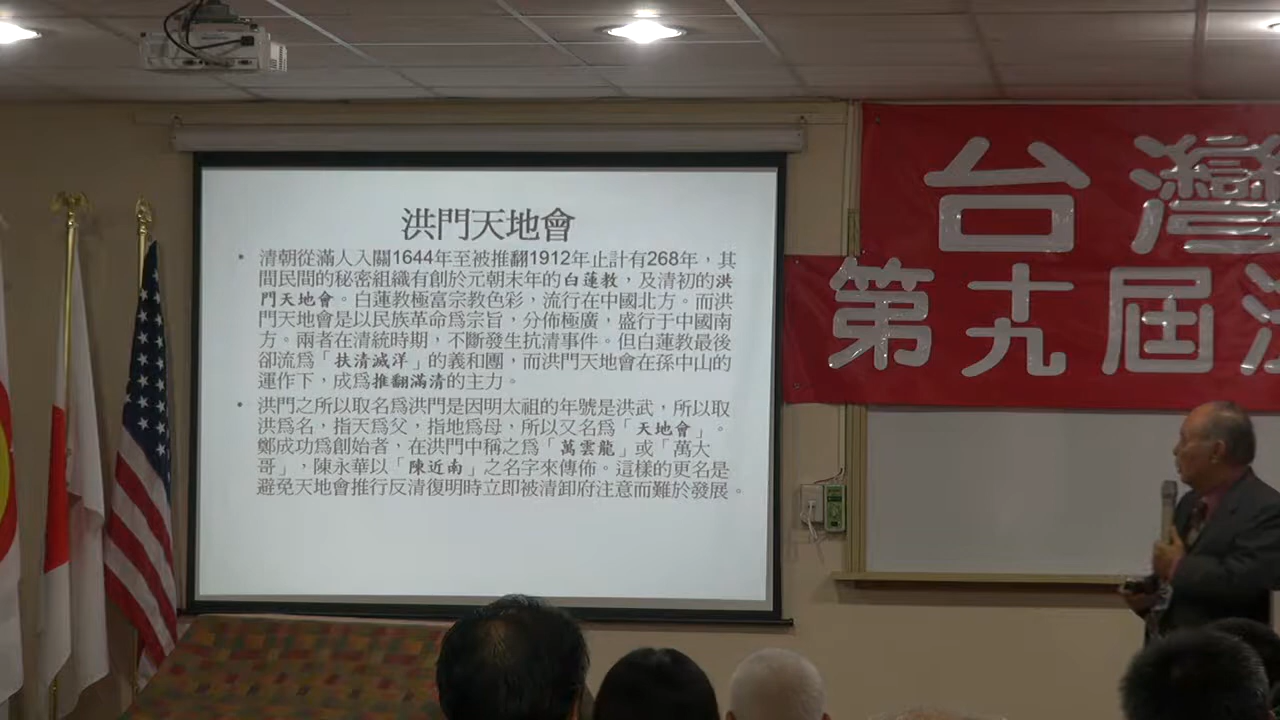 洪門天地會
• 清朝從滿人入關1644年至被推翻1912年止計有268年，其
間民間的秘密組織有創於元朝末年的白蓮教，及清初的洪
門天地會。白蓮教極富宗教色彩，流行在中國北方。而洪
門天地會是以民族革命爲宗旨，分佈極廣，盛行于中國南
方。兩者在清統時期，不斷發生抗清事件。但白蓮教最後
卻流爲「扶清滅洋」的義和團，而洪門天地會在孫中山的
運作下，成爲推翻滿清的主力。
• 洪門之所以取名爲洪門是因明太祖的年號是洪武，所以取
洪爲名，指天爲父，指地爲母，所以又名爲「天地會」。
鄭成功爲創始者，在洪門中稱之爲「萬雲龍」或「萬大
哥」，陳永華以「陳近南」之名字來傳佈。這樣的更名是
避免天地會推行反清復明時立即被清卸府注意而難於發展。
台灣
第十九屆